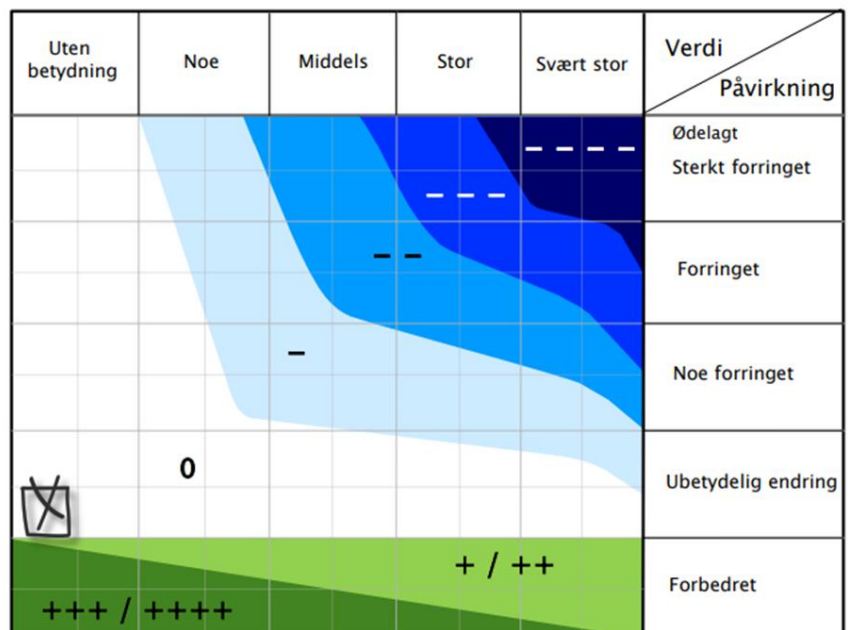 Uten
betydning
Noe
Middels
Stor
Svært stor
Verdi
Påvirkning
Ødelagt
Sterkt forringet
– – – –
– – –
Forringet
– –
Noe forringet
–
Ubetydelig endring
0
X
Forbedret
+ / ++
+++ / ++++